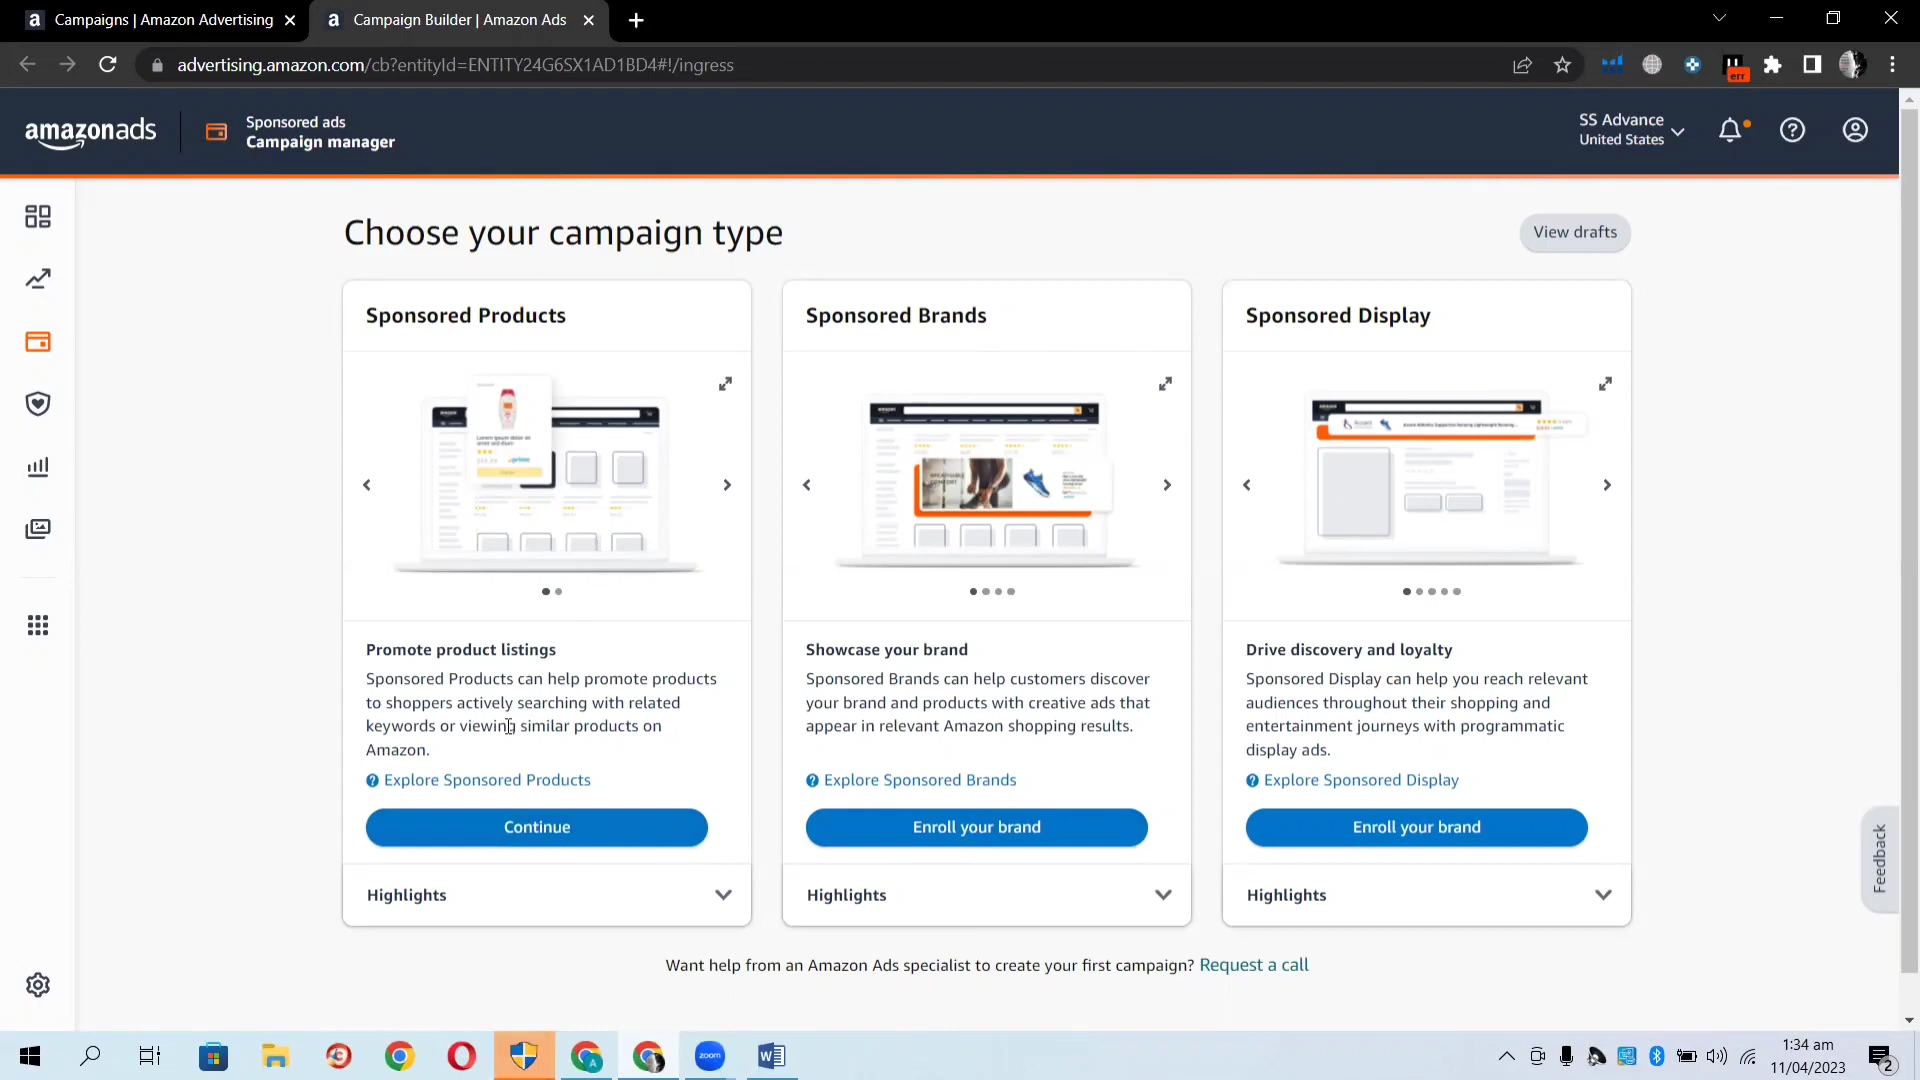 Campaigns | Amazon Advertising
Campaign Builder | Amazon Ads
advertising.amazon.com/cb?entityId=ENTITY24G6SX1AD1BD4#!/ingress
err
amazonads
Sponsored ads
Campaign manager
SS Advance
United States
Choose your campaign type
View drafts
Sponsored Products
Sponsored Brands
Sponsored Display
Promote product listings
Sponsored Products can help promote products
to shoppers actively searching with related
keywords or viewing similar products on
Amazon.
Explore Sponsored Products
Continue
Highlights
Showcase your brand
Sponsored Brands can help customers discover
your brand and products with creative ads that
appear in relevant Amazon shopping results.
Explore Sponsored Brands
Enroll your brand
Highlights
Drive discovery and loyalty
Sponsored Display can help you reach relevant
audiences throughout their shopping and
entertainment journeys with programmatic
display ads.
Explore Sponsored Display
Enroll your brand
Highlights
Feedback
Want help from an Amazon Ads specialist to create your first campaign? Request a call
zoom
1:34 am
11/04/2023
2